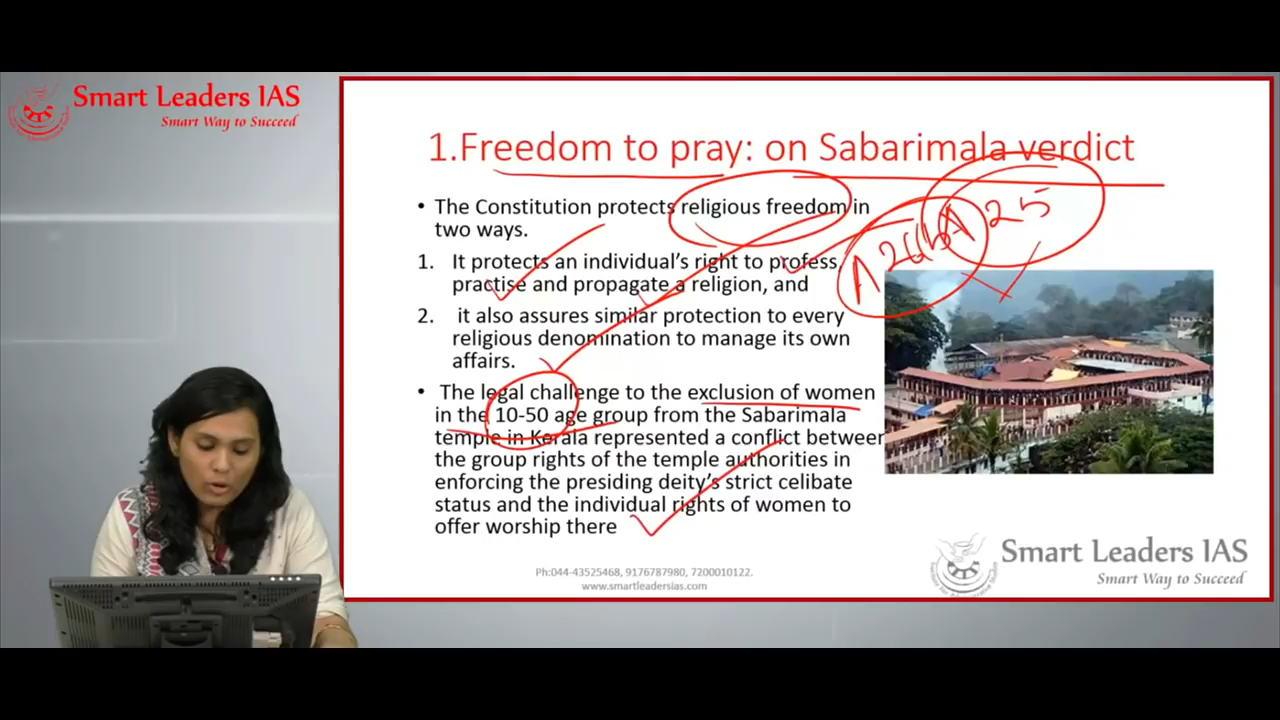 Smart Leaders IAS
Smart Way to Succeed
1.Freedom to pray: on Sabarimala verdict
• The Constitution protects religious freedom in
two ways.
1. It protects an individual's right to profess,
practise and propagate a religion, and
2. it also assures similar protection to every
religious denomination to manage its own
affairs.
• The legal challenge to the exclusion of women
in the 10-50 age group from the Sabarimala
temple in Kerala represented a conflict between
the group rights of the temple authorities in
enforcing the presiding deity's strict celibate
status and the individual rights of women to
offer worship there
A 25
A 26(b)
Ph:044-43525468, 9176787980, 7200010122.
www.smartleadersias.com
Smart Leaders IAS
Smart Way to Succeed